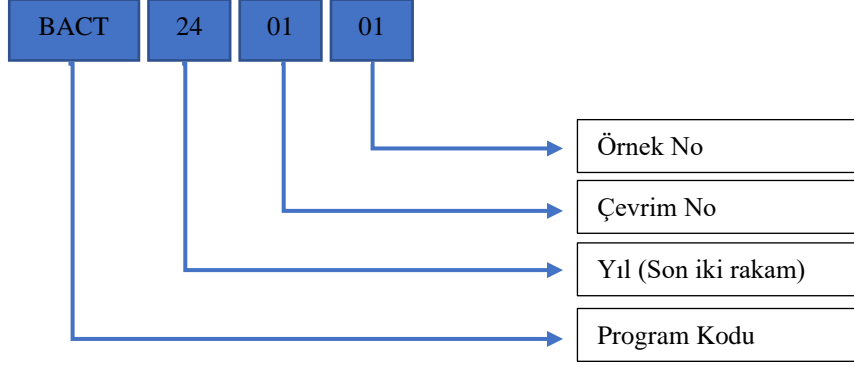 BACT 24 01 01
Örnek No
Çevrim No
Yıl (Son iki rakam)
Program Kodu